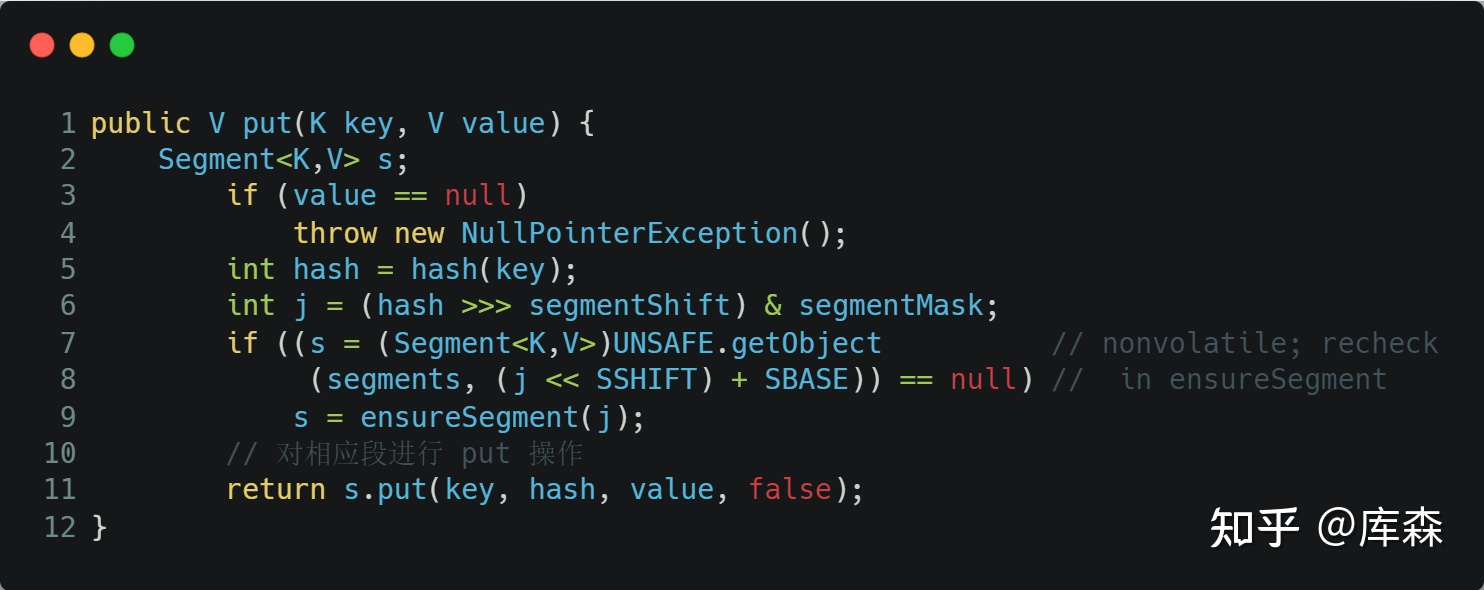 1 public V put(K key, V value) {
2     Segment<K,V> s;
3         if (value == null)
4             throw new NullPointerException();
5         int hash = hash(key);
6         int j = (hash >>> segmentShift) & segmentMask;
7         if ((s = (Segment<K,V>)UNSAFE.getObject          // nonvolatile; recheck
8              (segments, (j << SSHIFT) + SBASE)) == null) //  in ensureSegment
9             s = ensureSegment(j);
10         // 对相应段进行 put 操作
11         return s.put(key, hash, value, false);
12 }
知乎 @库森